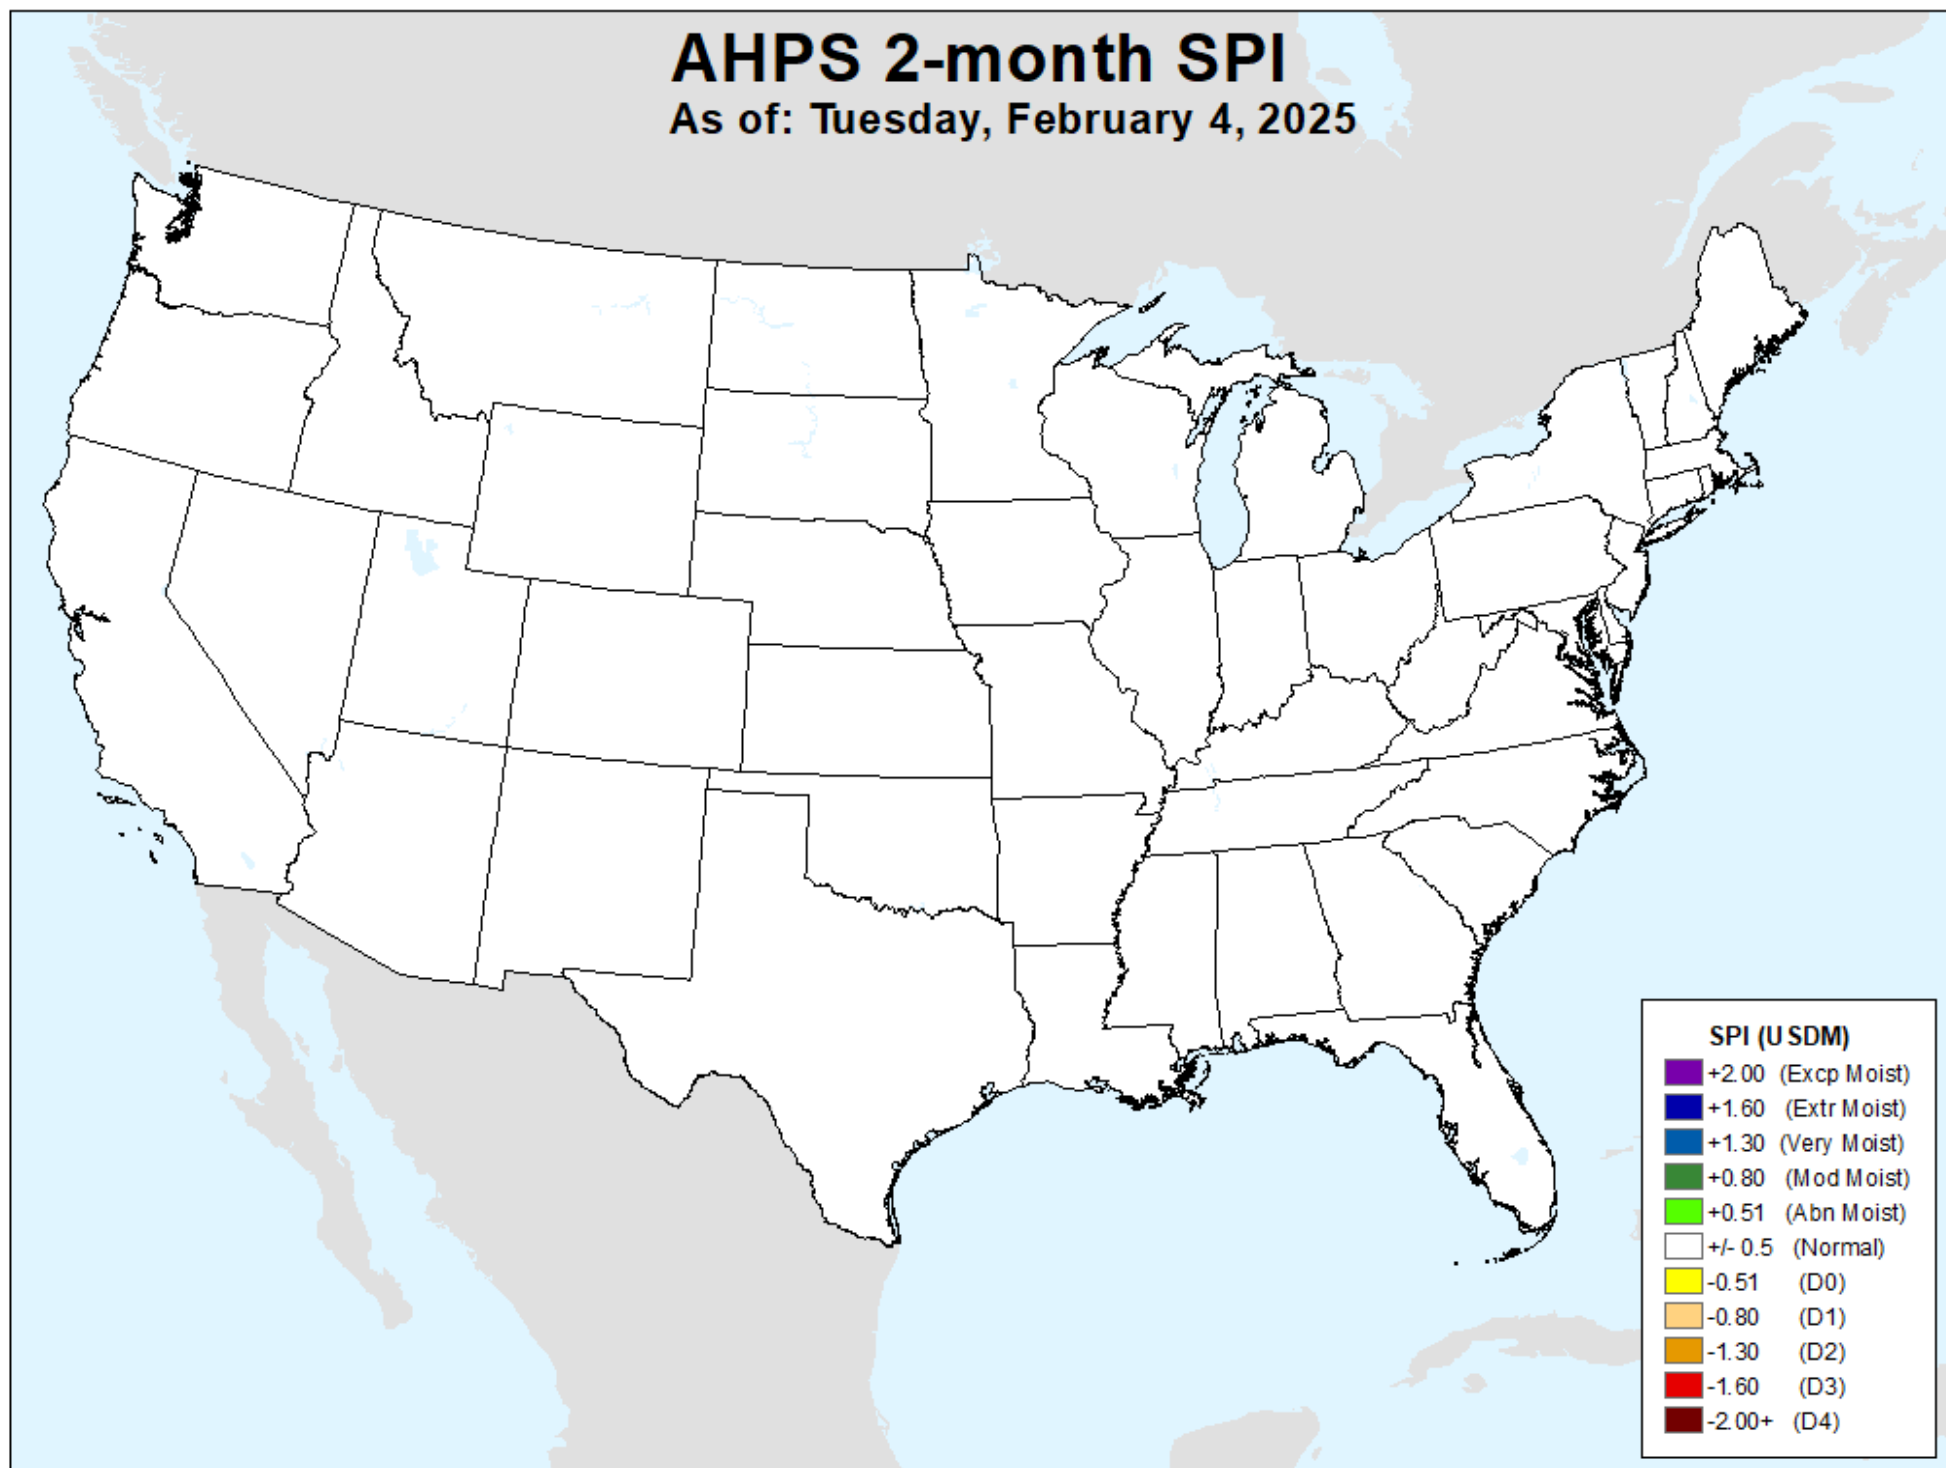 AHPS 2-month SPI
As of: Tuesday, February 4, 2025
SPI (USDM)
+2.00 (Excp Moist)
+1.60 (Extr Moist)
+1.30 (Very Moist)
+0.80 (Mod Moist)
+0.51 (Abn Moist)
+/- 0.5 (Normal)
-0.51 (D0)
-0.80 (D1)
-1.30 (D2)
-1.60 (D3)
-2.00+ (D4)